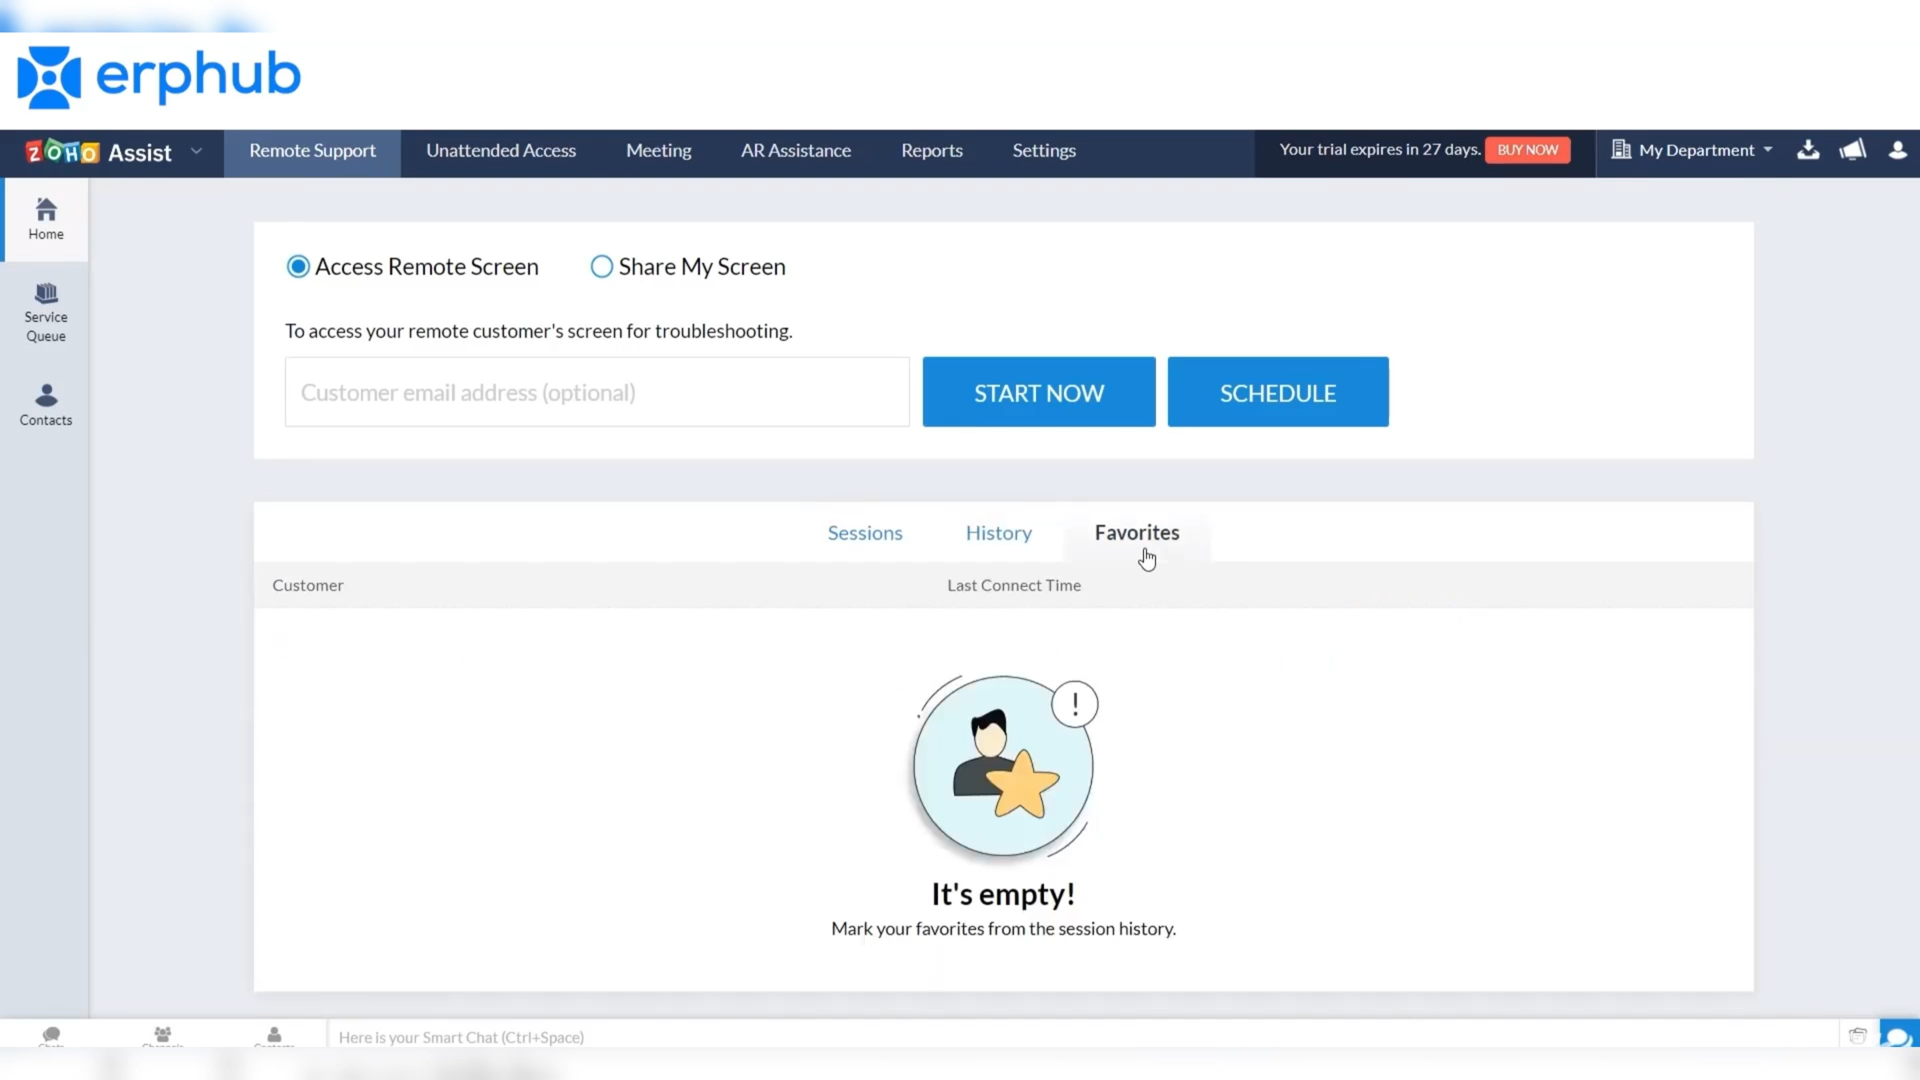 erphub
ZOHO Assist
Remote Support
Unattended Access
Meeting
AR Assistance
Reports
Settings
Your trial expires in 27 days.
BUY NOW
My Department
Home
Service
Queue
Contacts
Access Remote Screen
Share My Screen
To access your remote customer's screen for troubleshooting.
Customer email address (optional)
START NOW
SCHEDULE
Sessions
History
Favorites
Customer
Last Connect Time
!
It's empty!
Mark your favorites from the session history.
Here is your Smart Chat (Ctrl+Space)